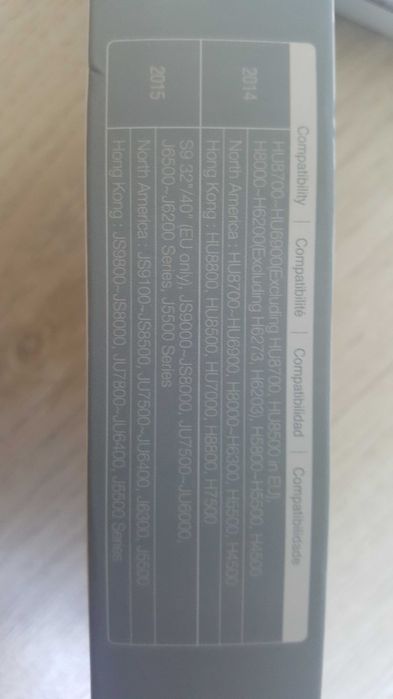 Compatibility | Compatibilité | Compatibilidad | Compatibilidade
2014
HU8700~HU6900(Excluding HU8700, HU8500 in EU),
H8000~H6200(Excluding H6273, H6203), H5800~H5500, H4500
North America : HU8700~HU6900, H8000~H6300, H5500, H4500
Hong Kong : HU8800, HU8500, HU7000, H8800, H7500
2015
S9 32"/40" (EU only), JS9000~JS8000, JU7500~JU6000,
J6500~J6200 Series, J5500 Series
North America : JS9100~JS8500, JU7500~JU6400, J6300, J5500
Hong Kong : JS9800~JS8000, JU7800~JU6400, J5500 Series